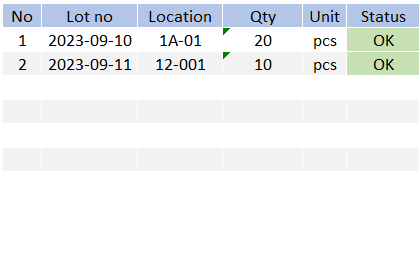 No Lot no Location Qty Unit Status
1 2023-09-10 1A-01 20 pcs OK
2 2023-09-11 12-001 10 pcs OK